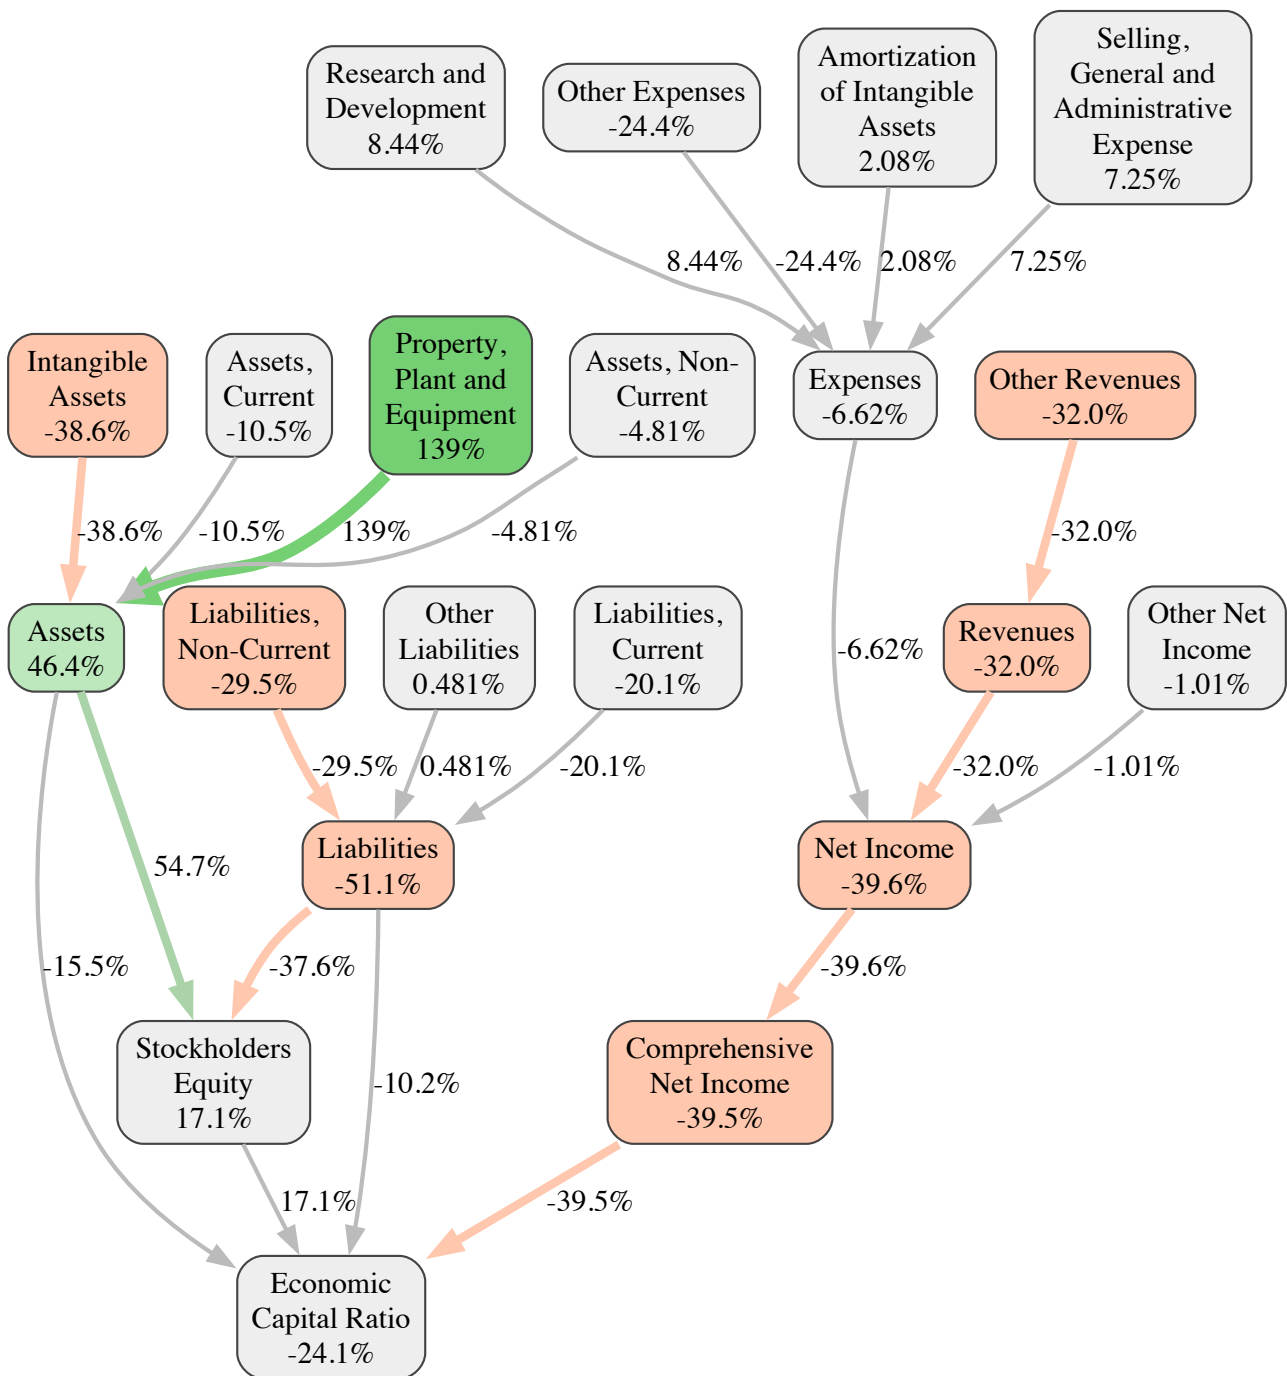 Research and
Development
8.44%
Other Expenses
-24.4%
Amortization
of Intangible
Assets
2.08%
Selling,
General and
Administrative
Expense
7.25%
8.44%
-24.4%
2.08%
7.25%
Intangible
Assets
-38.6%
Assets,
Current
-10.5%
Property,
Plant and
Equipment
139%
Assets, Non-
Current
-4.81%
Expenses
-6.62%
Other Revenues
-32.0%
-38.6%
-10.5%
139%
-4.81%
-32.0%
Assets
46.4%
Liabilities,
Non-Current
-29.5%
Other
Liabilities
0.481%
Liabilities,
Current
-20.1%
-6.62%
Revenues
-32.0%
Other Net
Income
-1.01%
-29.5%
0.481%
-20.1%
-32.0%
-1.01%
54.7%
Liabilities
-51.1%
Net Income
-39.6%
-15.5%
-37.6%
-39.6%
Stockholders
Equity
17.1%
-10.2%
Comprehensive
Net Income
-39.5%
17.1%
-39.5%
Economic
Capital Ratio
-24.1%